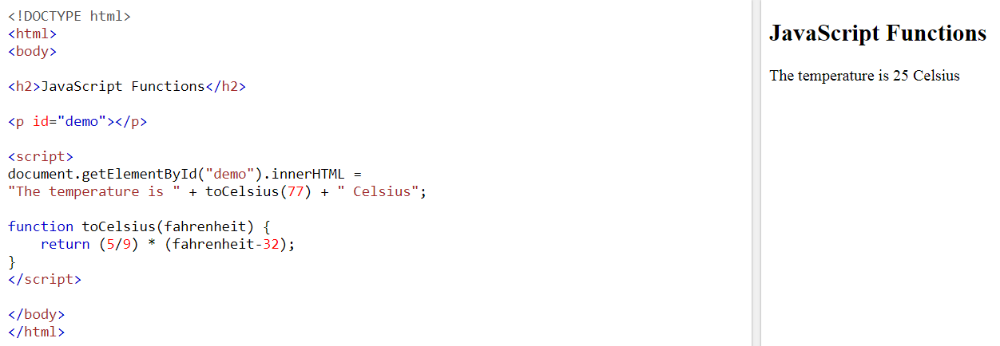 <!DOCTYPE html>
<html>
<body>
<h2>JavaScript Functions</h2>
<p id="demo"></p>
<script>
document.getElementById("demo").innerHTML =
"The temperature is " + toCelsius(77) + " Celsius";
function toCelsius(fahrenheit) {
    return (5/9) * (fahrenheit-32);
}
</script>
</body>
</html>
JavaScript Functions
The temperature is 25 Celsius